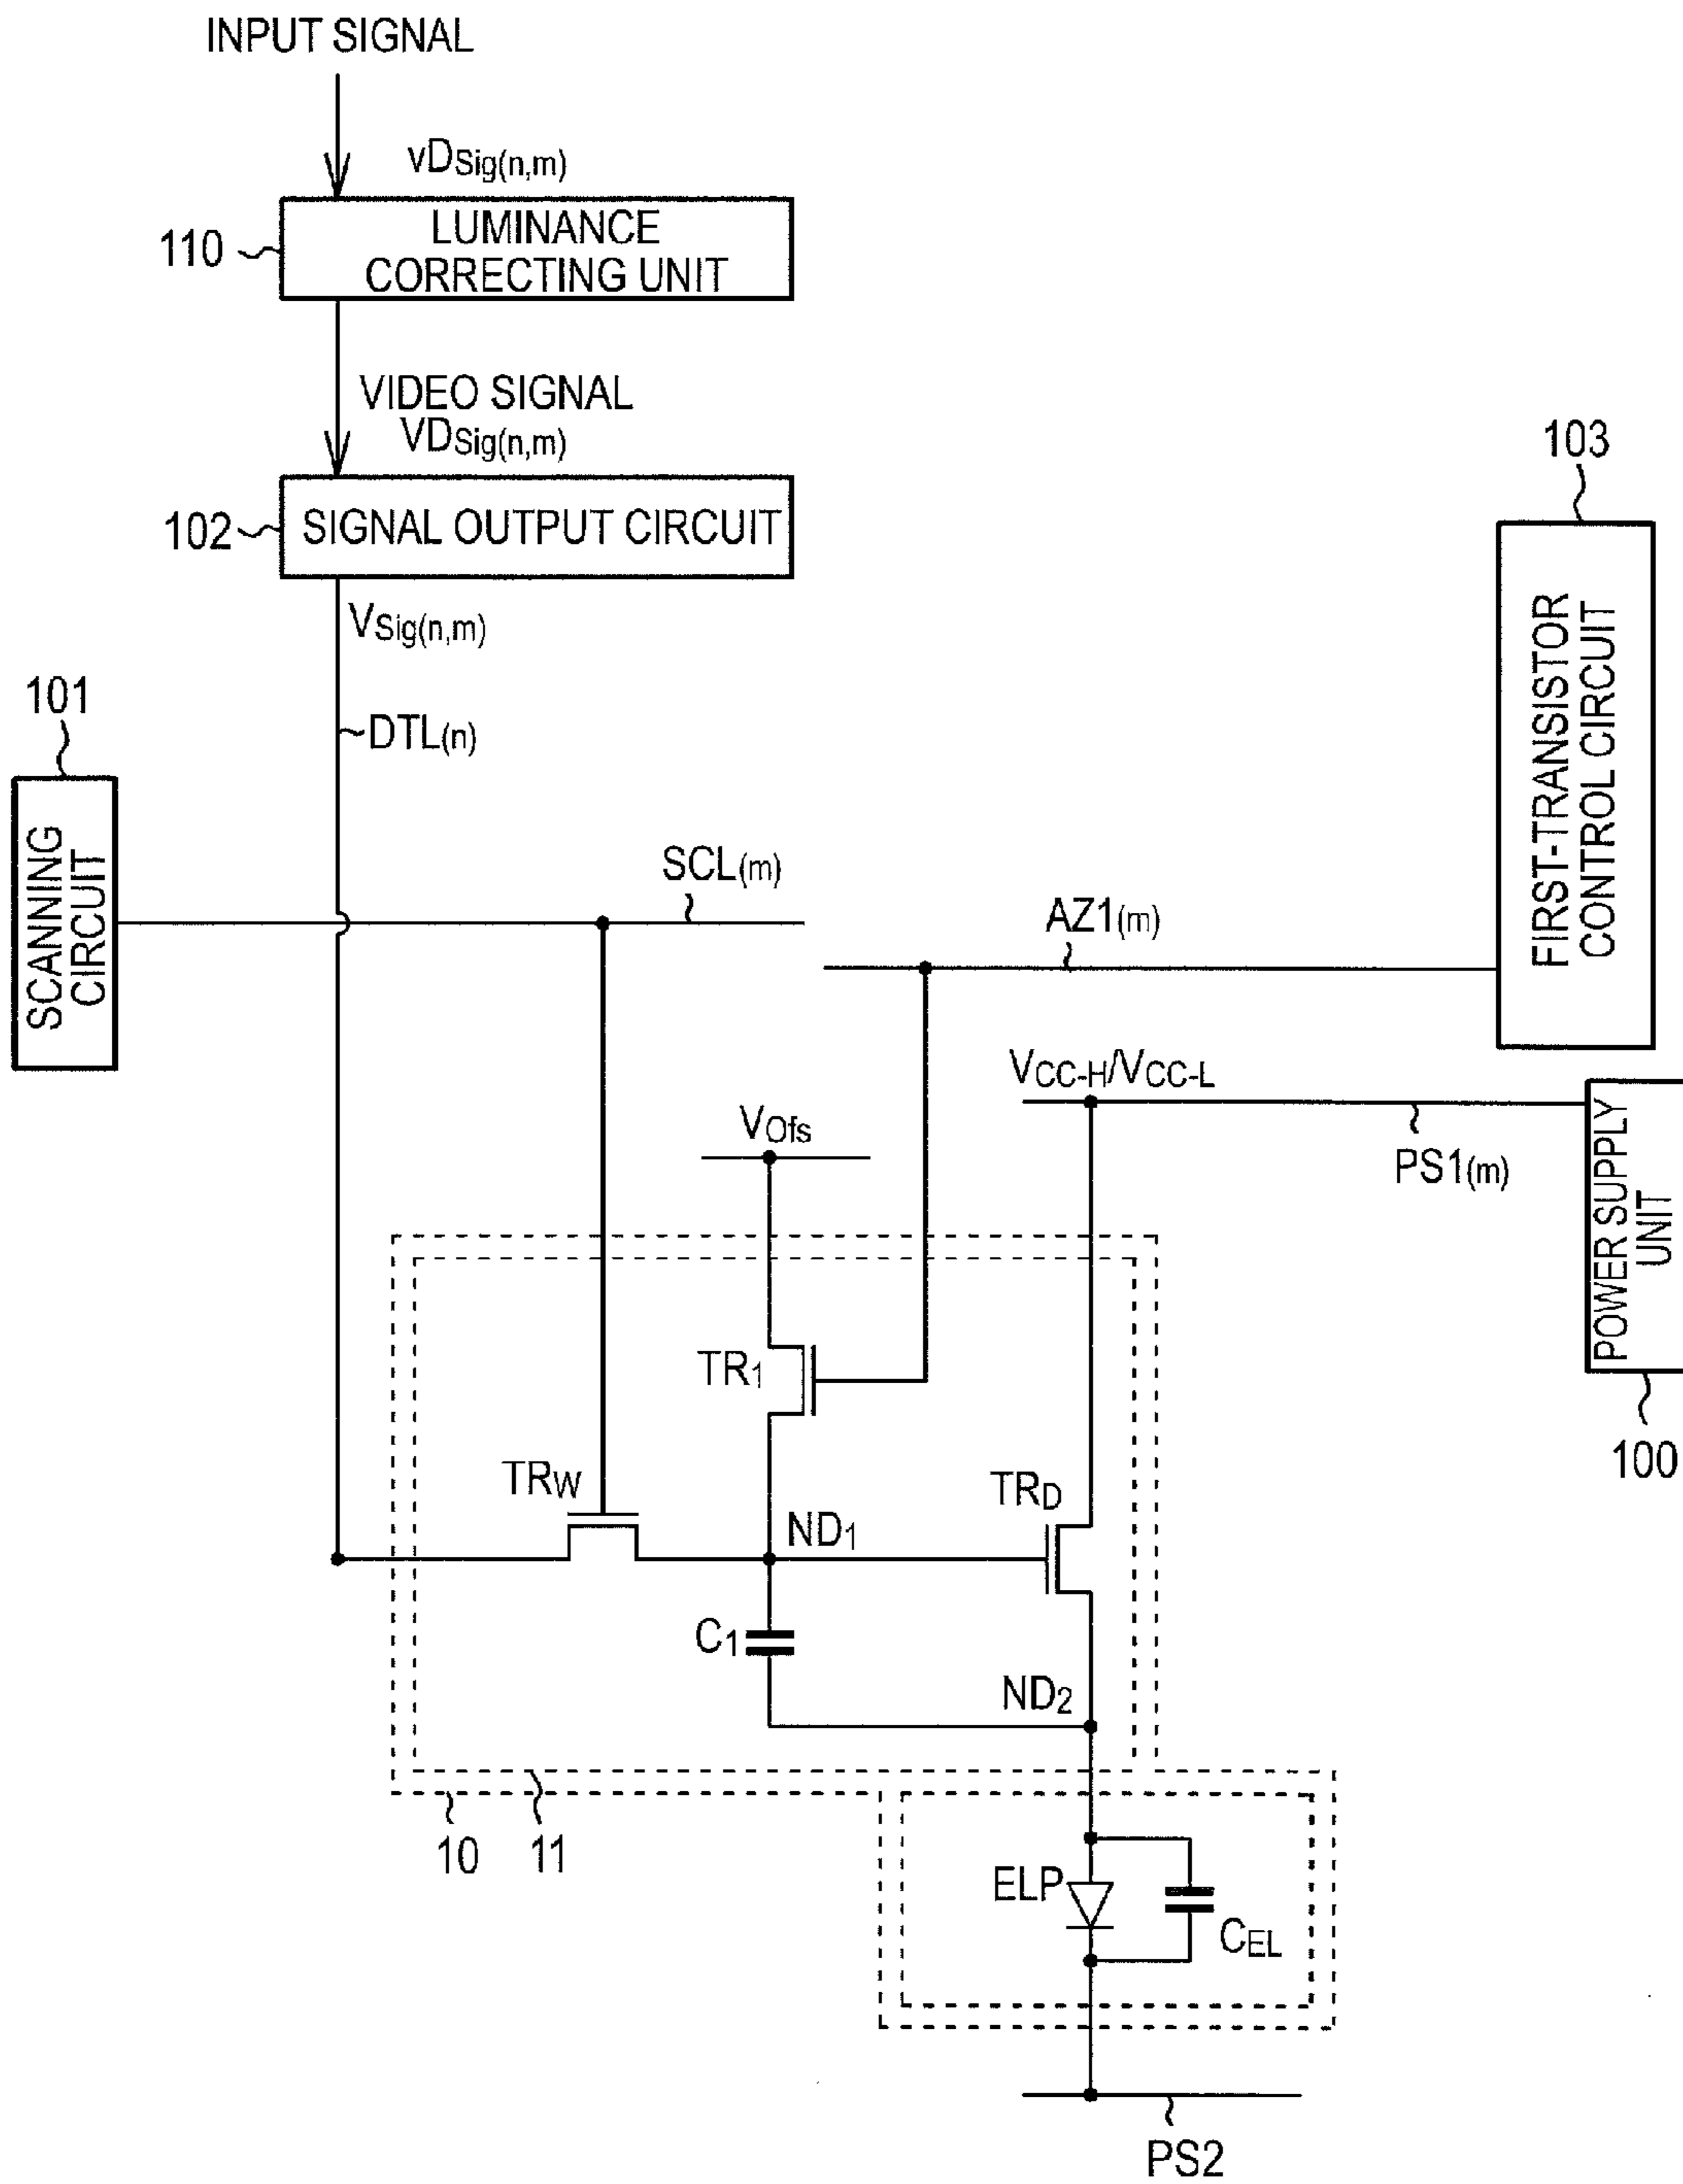 INPUT SIGNAL
vDSig(n,m)
LUMINANCE
CORRECTING UNIT
110
VIDEO SIGNAL
VDSig(n,m)
103
102
SIGNAL OUTPUT CIRCUIT
VSig(n,m)
FIRST-TRANSISTOR
CONTROL CIRCUIT
101
DTL(n)
SCANNING
CIRCUIT
SCL(m)
AZ1(m)
VCC-H/VCC-L
VOfs
PS1(m)
POWER SUPPLY
UNIT
TR1
100
TRW
TRD
ND1
C1
ND2
10
11
ELP
CEL
PS2